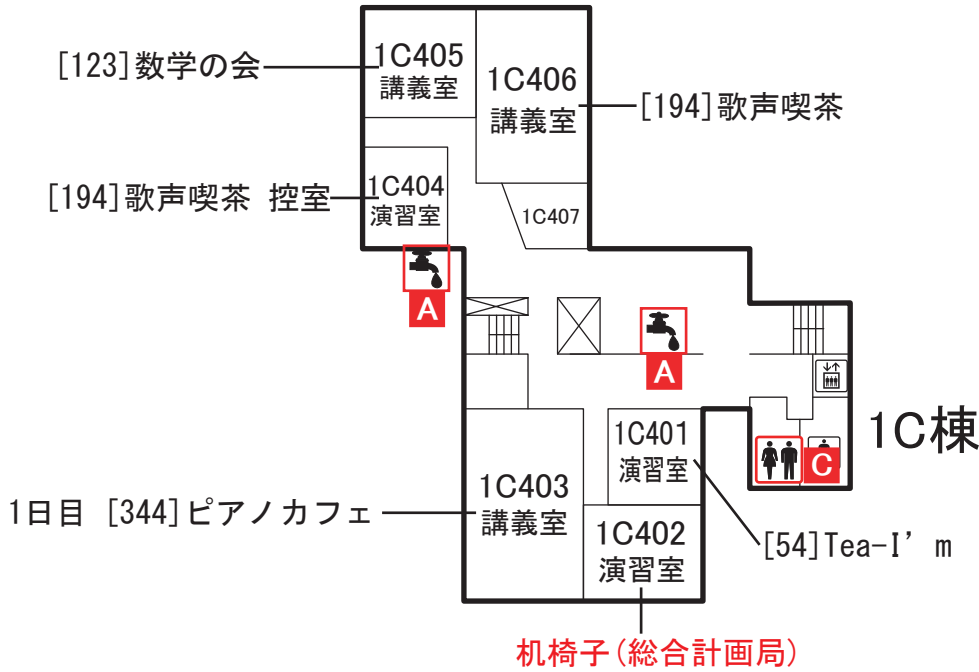 [123]数学の会
1C405
講義室
1C406
講義室
[194]歌声喫茶
[194]歌声喫茶 控室
1C404
演習室
1C407
A
A
1C棟
C
1C401
演習室
1日目 [344]ピアノカフェ
1C403
講義室
1C402
演習室
[54]Tea-I’m
机椅子(総合計画局)